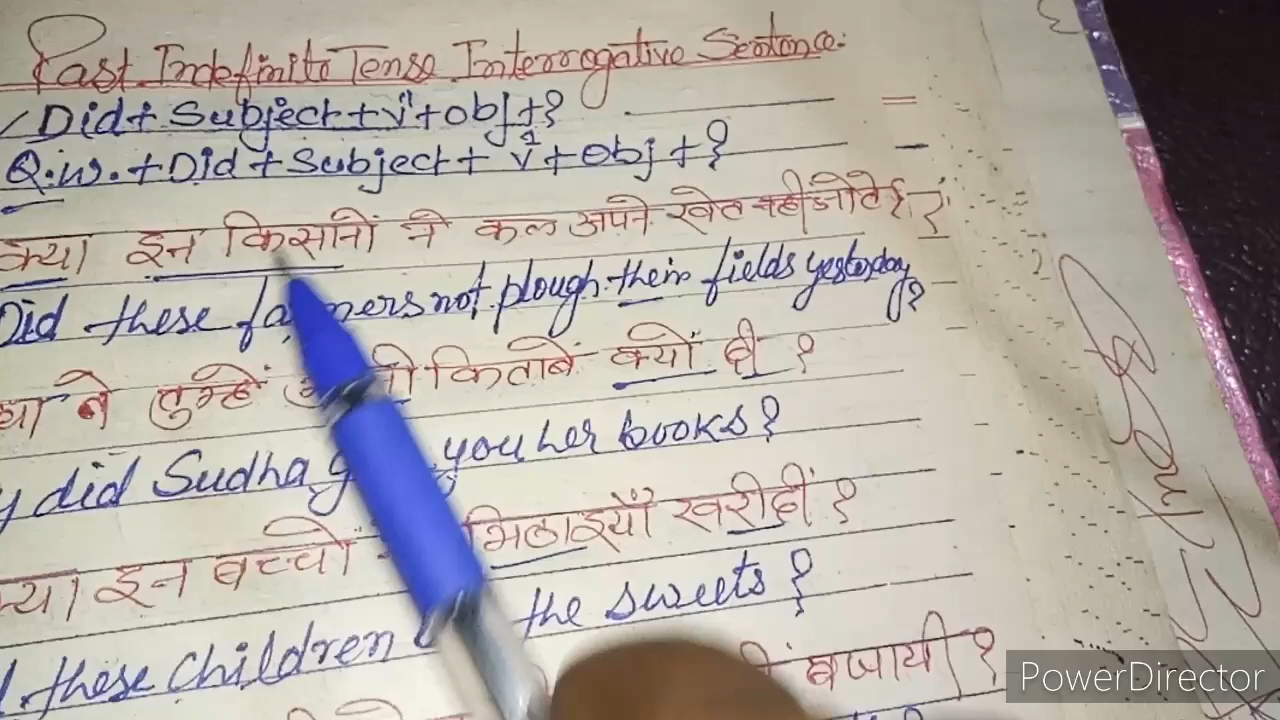 Past Indefinite Tense Interrogative Sentence:
Did + Subject + V¹ + obj + ?
Q.W. + Did + Subject + V¹ + Obj + ?
क्या इन किसानों ने कल अपने खेत नहीं जोते ?
Did these farmers not plough their fields yesterday?
ने तुम्हें किताबें क्यों दी ?
did Sudha you her books?
इन बच्चों मिठाइयाँ खरीदीं ?
these children the sweets ?
बजायी ?
PowerDirector